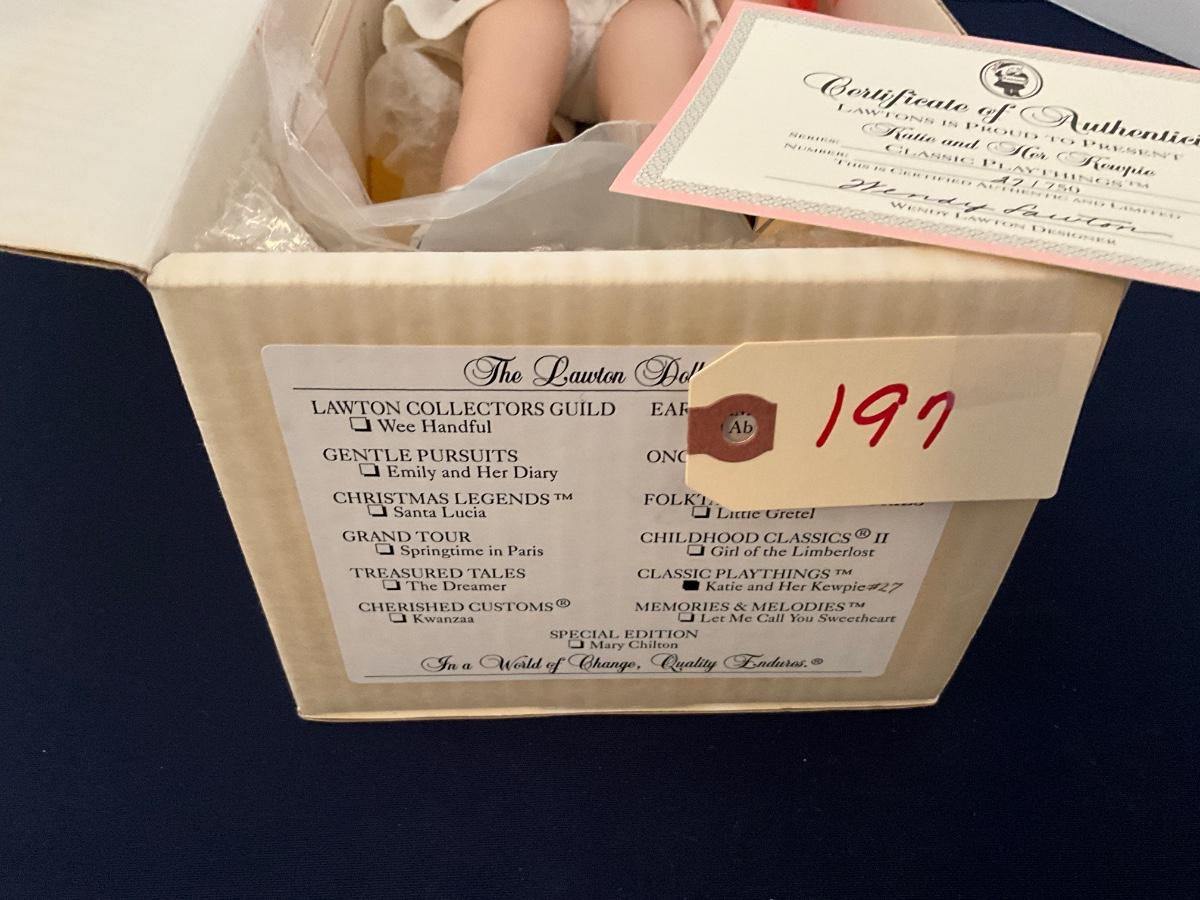 Certificate of
Lawtons is Proud to Present
Katie and Her Kewpie
Series: Classic Playthings™
Number: 27/750
This is Certified Authentic and Limited
Wendy Lawton
Wendy Lawton Designer
The Lawton Doll
LAWTON COLLECTORS GUILD
Wee Handful
GENTLE PURSUITS
Emily and Her Diary
CHRISTMAS LEGENDS™
Santa Lucia
GRAND TOUR
Springtime in Paris
TREASURED TALES
The Dreamer
CHERISHED CUSTOMS®
Kwanzaa
Little Gretel
CHILDHOOD CLASSICS® II
Girl of the Limberlost
CLASSIC PLAYTHINGS™
Katie and Her Kewpie #27
MEMORIES & MELODIES™
Let Me Call You Sweetheart
SPECIAL EDITION
Mary Chilton
In a World of Change, Quality Endures.®
Ab
197